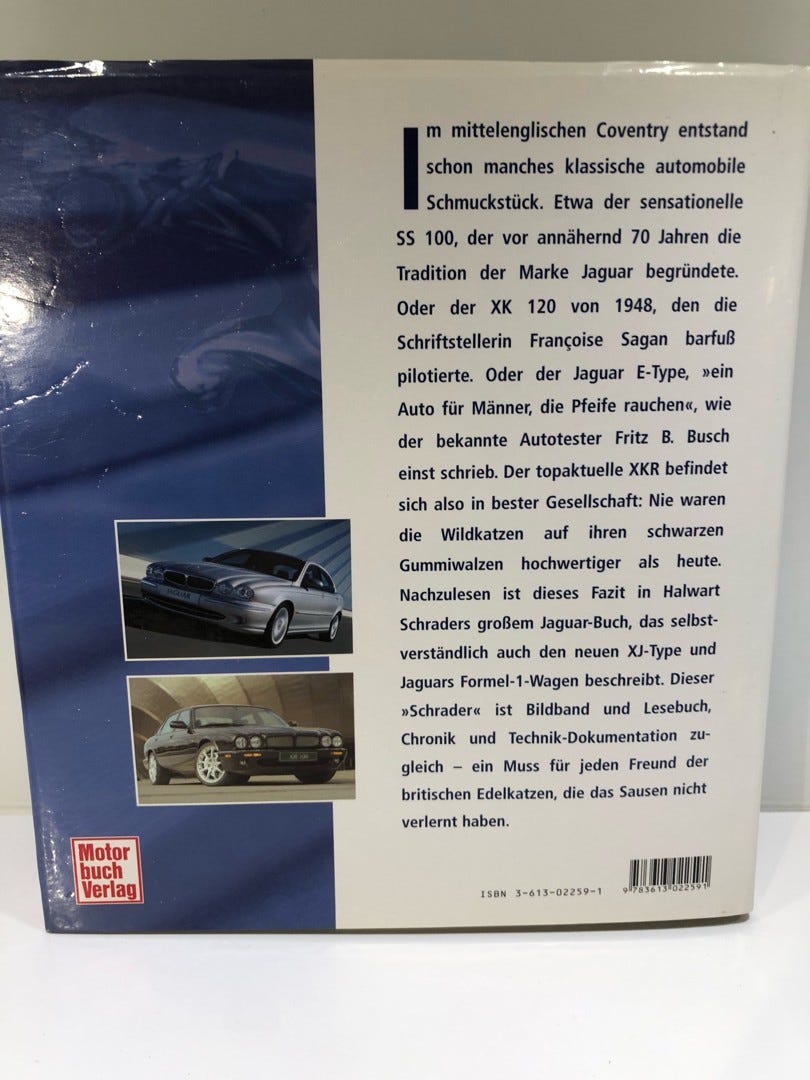 Im mittelenglischen Coventry entstand
schon manches klassische automobile
Schmuckstück. Etwa der sensationelle
SS 100, der vor annähernd 70 Jahren die
Tradition der Marke Jaguar begründete.
Oder der XK 120 von 1948, den die
Schriftstellerin Françoise Sagan barfuß
pilotierte. Oder der Jaguar E-Type, »ein
Auto für Männer, die Pfeife rauchen«, wie
der bekannte Autotester Fritz B. Busch
einst schrieb. Der topaktuelle XKR befindet
sich also in bester Gesellschaft: Nie waren
die Wildkatzen auf ihren schwarzen
Gummiwalzen hochwertiger als heute.
Nachzulesen ist dieses Fazit in Halwart
Schraders großem Jaguar-Buch, das selbst-
verständlich auch den neuen XJ-Type und
Jaguars Formel-1-Wagen beschreibt. Dieser
»Schrader« ist Bildband und Lesebuch,
Chronik und Technik-Dokumentation zu-
gleich – ein Muss für jeden Freund der
britischen Edelkatzen, die das Sausen nicht
verlernt haben.
JAGUAR
Motor
buch
Verlag
ISBN 3-613-02259-1
9 783613 022591